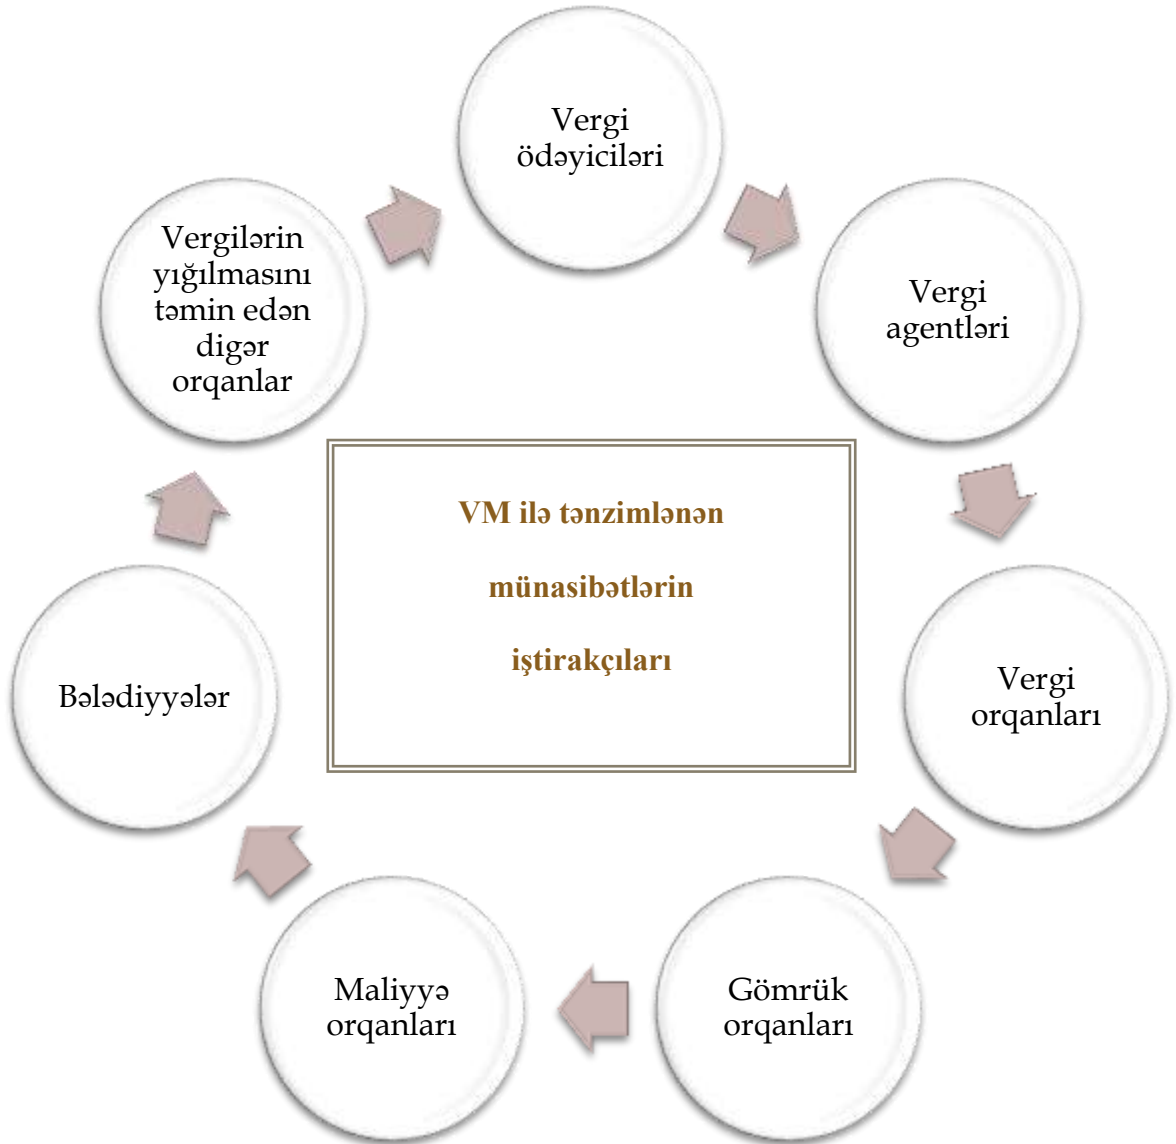 Vergi
ödəyiciləri
Vergi
agentləri
Vergi
orqanları
Gömrük
orqanları
Maliyyə
orqanları
Bələdiyyələr
Vergilərin
yığılmasını
təmin edən
digər
orqanlar
VM ilə tənzimlənən
münasibətlərin
iştirakçıları